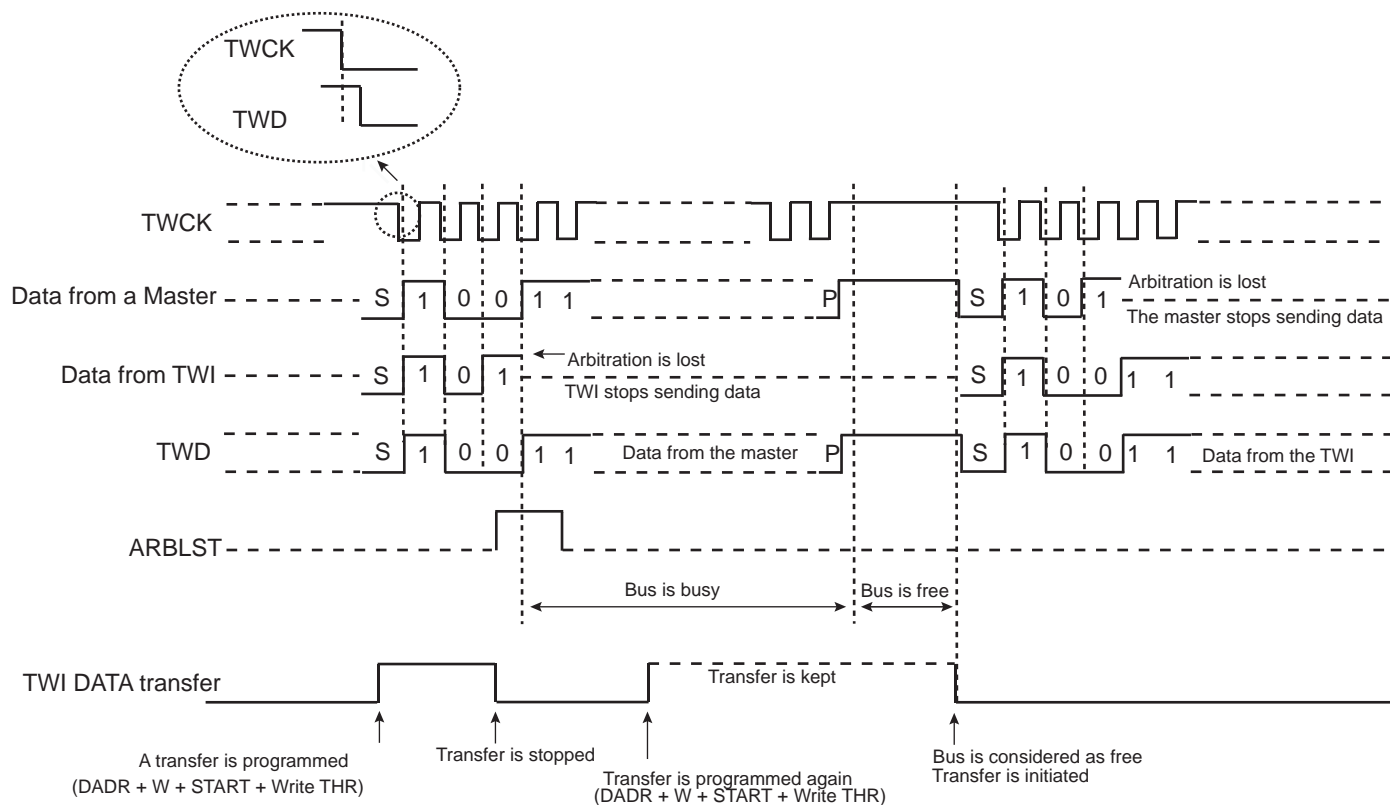 TWCK
TWD
TWCK
Data from a Master
S 1 0 0 1 1
P
S 1 0 1
Arbitration is lost
The master stops sending data
Data from TWI
S 1 0 1
Arbitration is lost
TWI stops sending data
S 1 0 0 1 1
TWD
S 1 0 0 1 1
Data from the master
P
S 1 0 0 1 1
Data from the TWI
ARBLST
Bus is busy
Bus is free
TWI DATA transfer
Transfer is kept
A transfer is programmed
(DADR + W + START + Write THR)
Transfer is stopped
Transfer is programmed again
(DADR + W + START + Write THR)
Bus is considered as free
Transfer is initiated